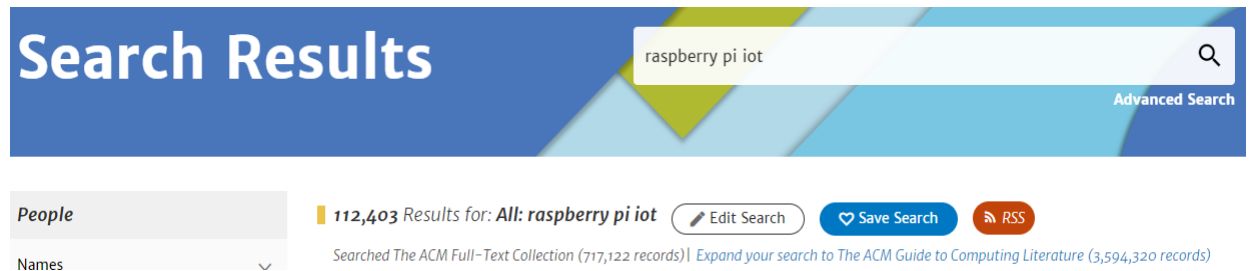 Search Results
raspberry pi iot
Advanced Search
People
112,403 Results for: All: raspberry pi iot
Edit Search
Save Search
RSS
Searched The ACM Full-Text Collection (717,122 records)| Expand your search to The ACM Guide to Computing Literature (3,594,320 records)
Names